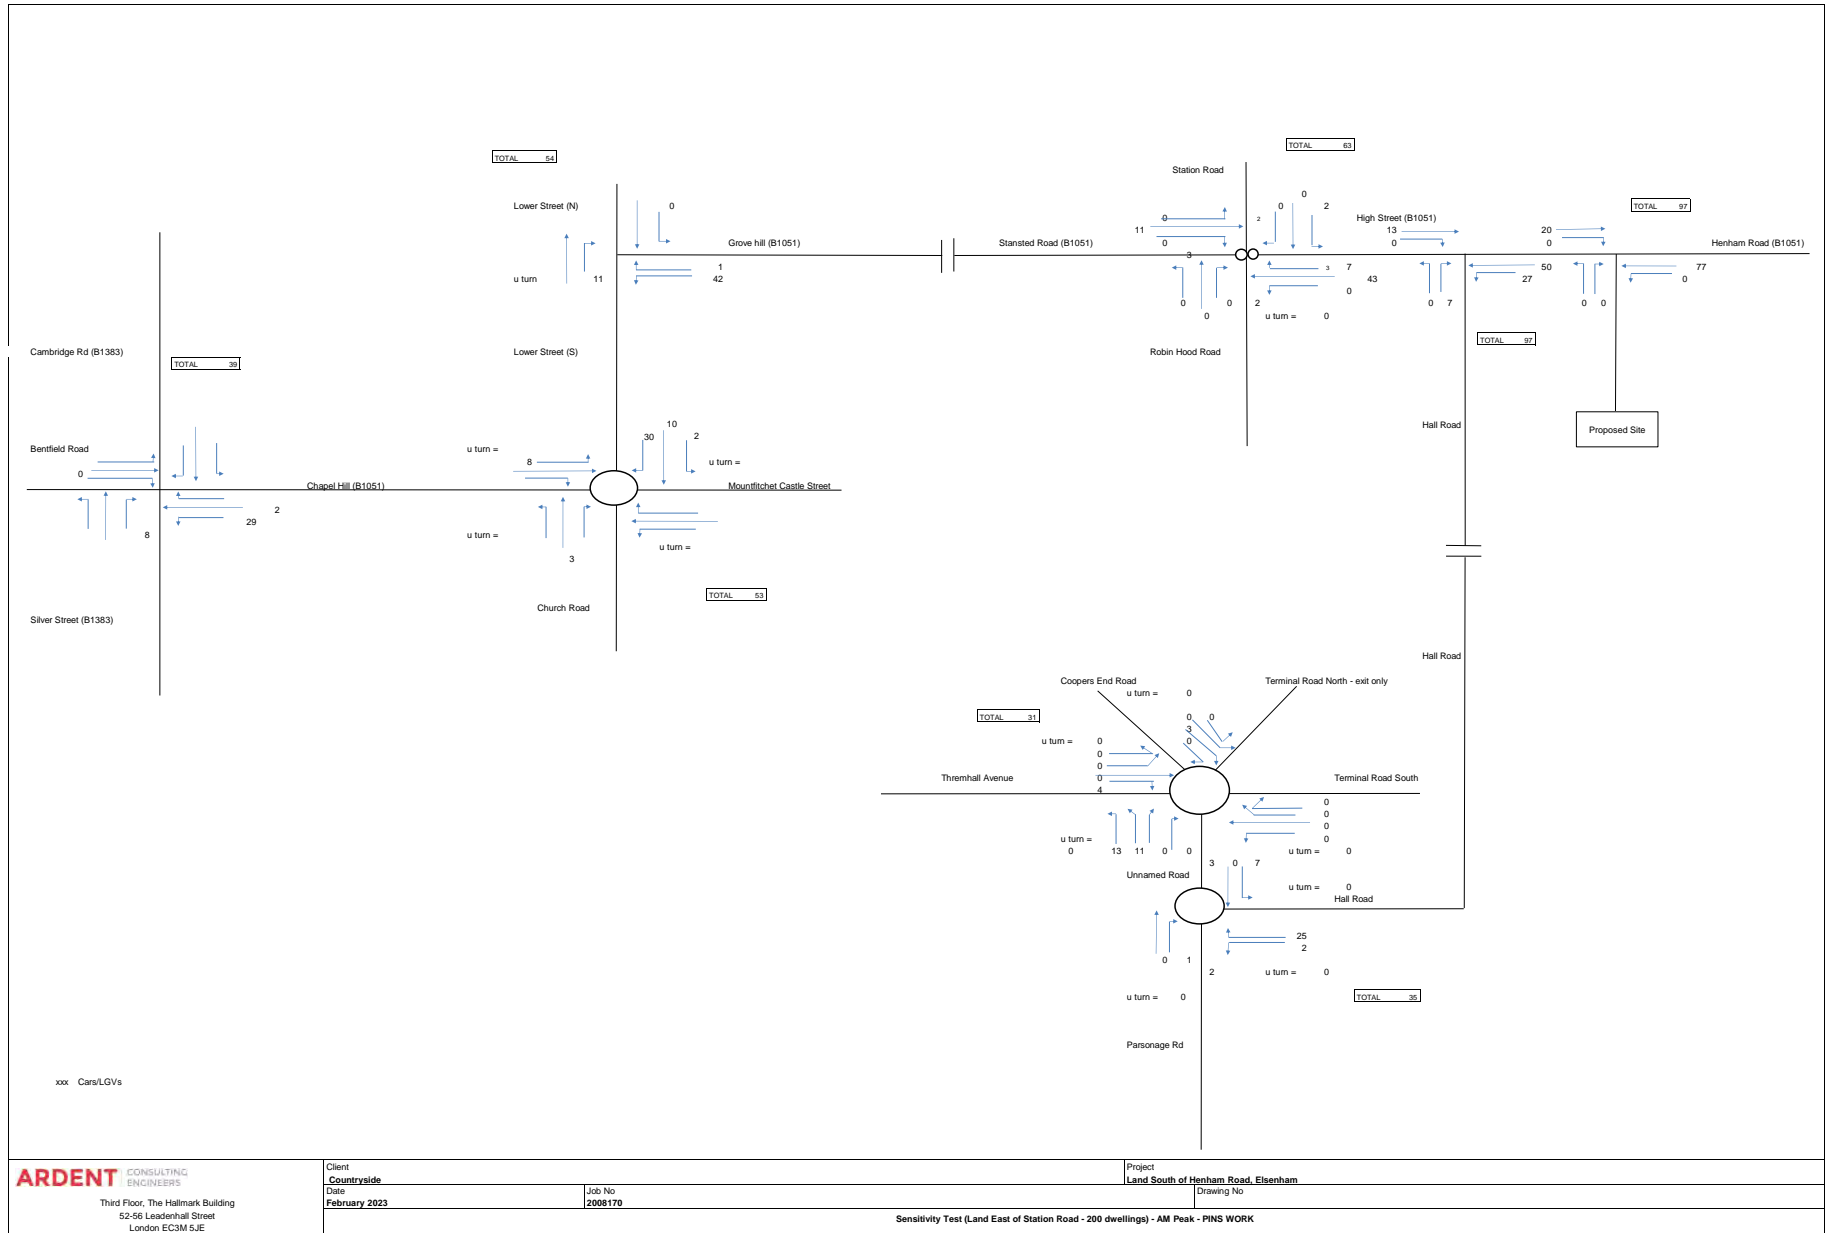 TOTAL 54
TOTAL 63
Station Road
Lower Street (N)
0
0
0
2
2
0
11
0
3
High Street (B1051)
13
0
20
0
TOTAL 97
Grove hill (B1051)
Stansted Road (B1051)
Henham Road (B1051)
u turn 11
1
42
3 7
43
0
50
27
77
0
0
0
0
2
u turn = 0
0 7
0 0
Cambridge Rd (B1383)
TOTAL 39
Lower Street (S)
Robin Hood Road
TOTAL 97
Hall Road
Proposed Site
Bentfield Road
0
u turn =
8
30
10
2
u turn =
Chapel Hill (B1051)
Mountfitchet Castle Street
2
29
8
u turn =
3
u turn =
TOTAL 53
Church Road
Silver Street (B1383)
Hall Road
Coopers End Road
u turn = 0
Terminal Road North - exit only
TOTAL 31
0 0
3
0
u turn = 0
0
0
0
4
Thremhall Avenue
Terminal Road South
0
0
0
0
u turn = 0
u turn =
0 13 11 0 0
3 0 7
Unnamed Road
u turn = 0
Hall Road
25
2
0 1
2
u turn = 0
u turn = 0
TOTAL 35
Parsonage Rd
xxx Cars/LGVs
ARDENT CONSULTING ENGINEERS
Third Floor, The Hallmark Building
52-56 Leadenhall Street
London EC3M 5JE
Client
Countryside
Project
Land South of Henham Road, Elsenham
Date
February 2023
Job No
2008170
Drawing No
Sensitivity Test (Land East of Station Road - 200 dwellings) - AM Peak - PINS WORK